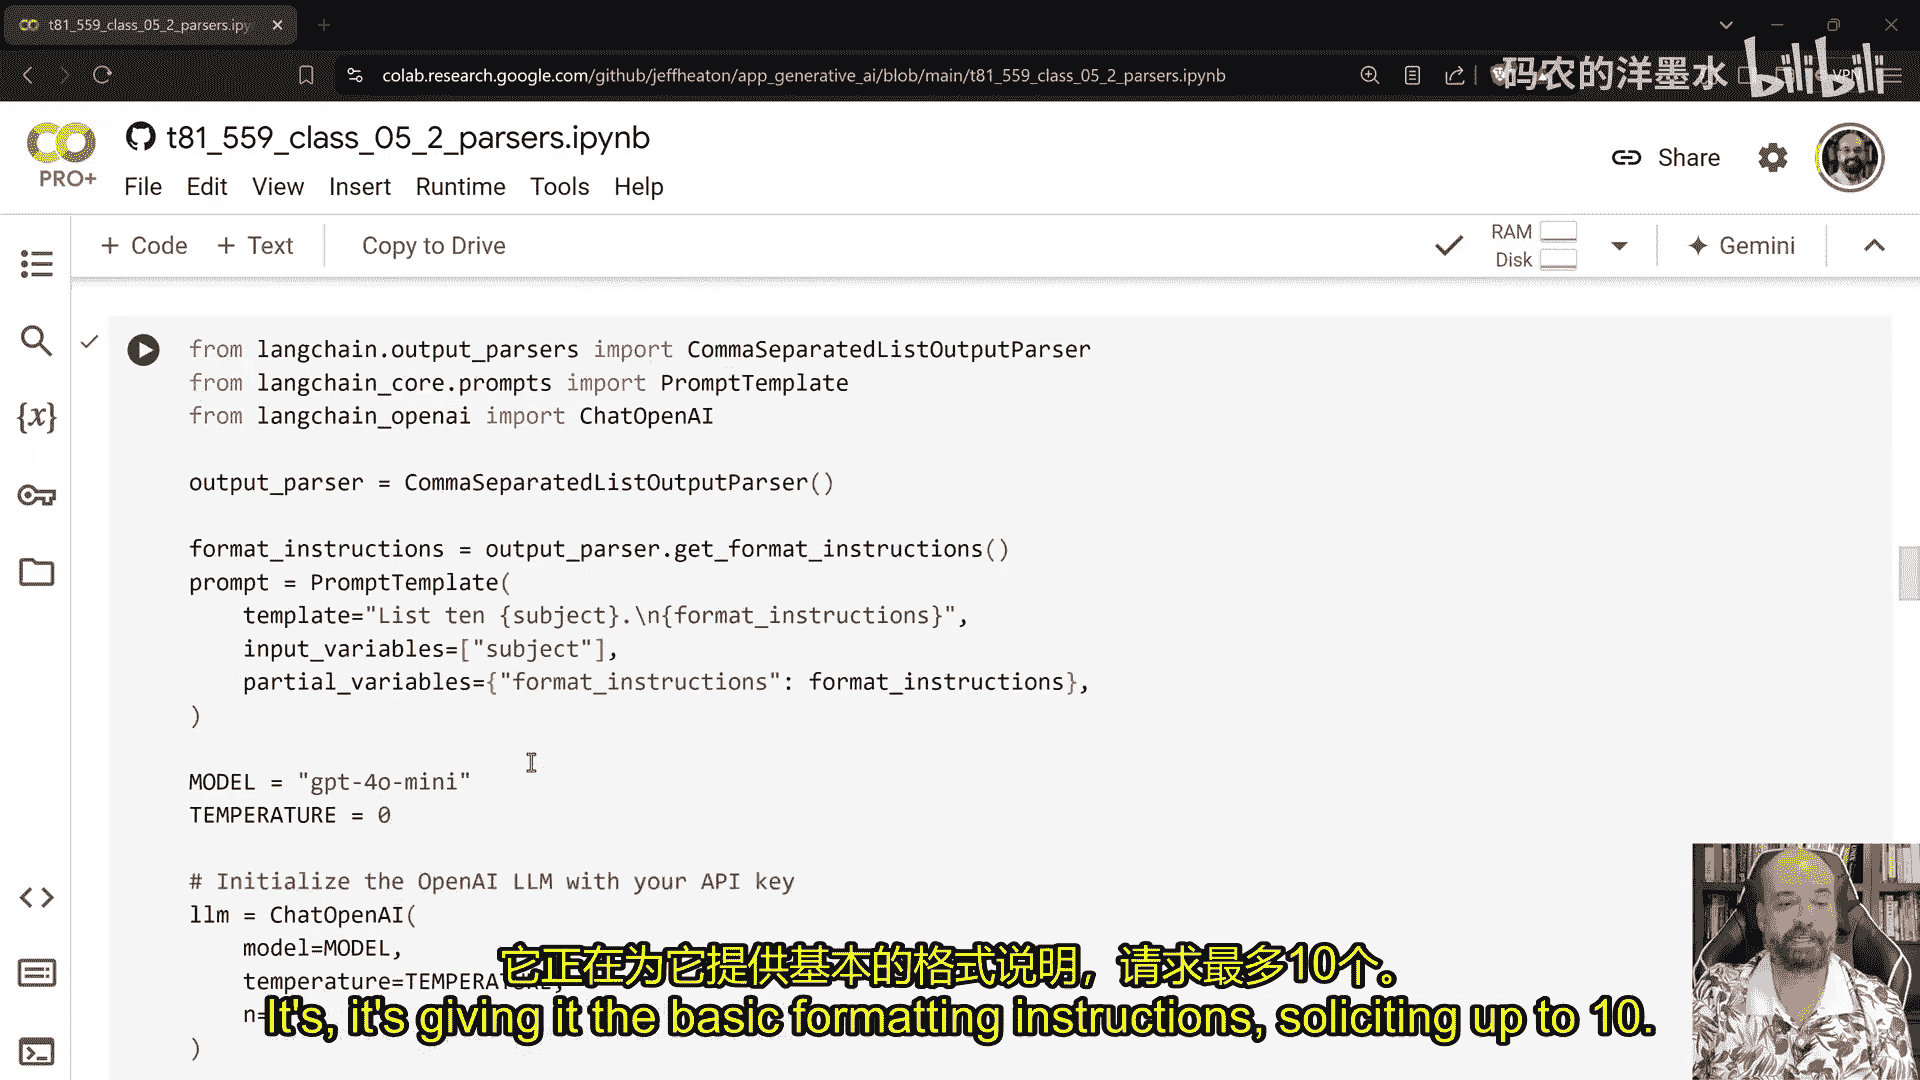 t81_559_class_05_2_parsers.ipy
colab.research.google.com/github/jeffheaton/app_generative_ai/blob/main/t81_559_class_05_2_parsers.ipynb
VPN
码农的洋墨水 bilibili
CO
PRO+
t81_559_class_05_2_parsers.ipynb
File Edit View Insert Runtime Tools Help
Share
+ Code + Text Copy to Drive
RAM
Disk
Gemini
{x}
from langchain.output_parsers import CommaSeparatedListOutputParser
from langchain_core.prompts import PromptTemplate
from langchain_openai import ChatOpenAI
output_parser = CommaSeparatedListOutputParser()
format_instructions = output_parser.get_format_instructions()
prompt = PromptTemplate(
template="List ten {subject}.\n{format_instructions}",
input_variables=["subject"],
partial_variables={"format_instructions": format_instructions},
)
MODEL = "gpt-4o-mini"
TEMPERATURE = 0
# Initialize the OpenAI LLM with your API key
llm = ChatOpenAI(
model=MODEL,
temperature=TEMPERATURE,
n=
)
它正在为它提供基本的格式说明，请求最多10个。
It's, it's giving it the basic formatting instructions, soliciting up to 10.